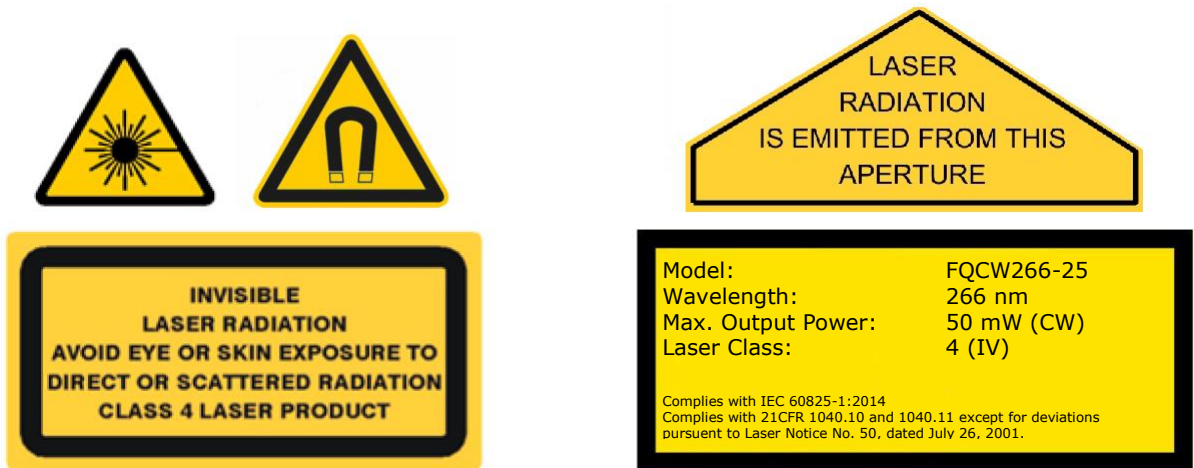 LASER
RADIATION
IS EMITTED FROM THIS
APERTURE
INVISIBLE
LASER RADIATION
AVOID EYE OR SKIN EXPOSURE TO
DIRECT OR SCATTERED RADIATION
CLASS 4 LASER PRODUCT
Model: FQCW266-25
Wavelength: 266 nm
Max. Output Power: 50 mW (CW)
Laser Class: 4 (IV)
Complies with IEC 60825-1:2014
Complies with 21CFR 1040.10 and 1040.11 except for deviations
pursuant to Laser Notice No. 50, dated July 26, 2001.